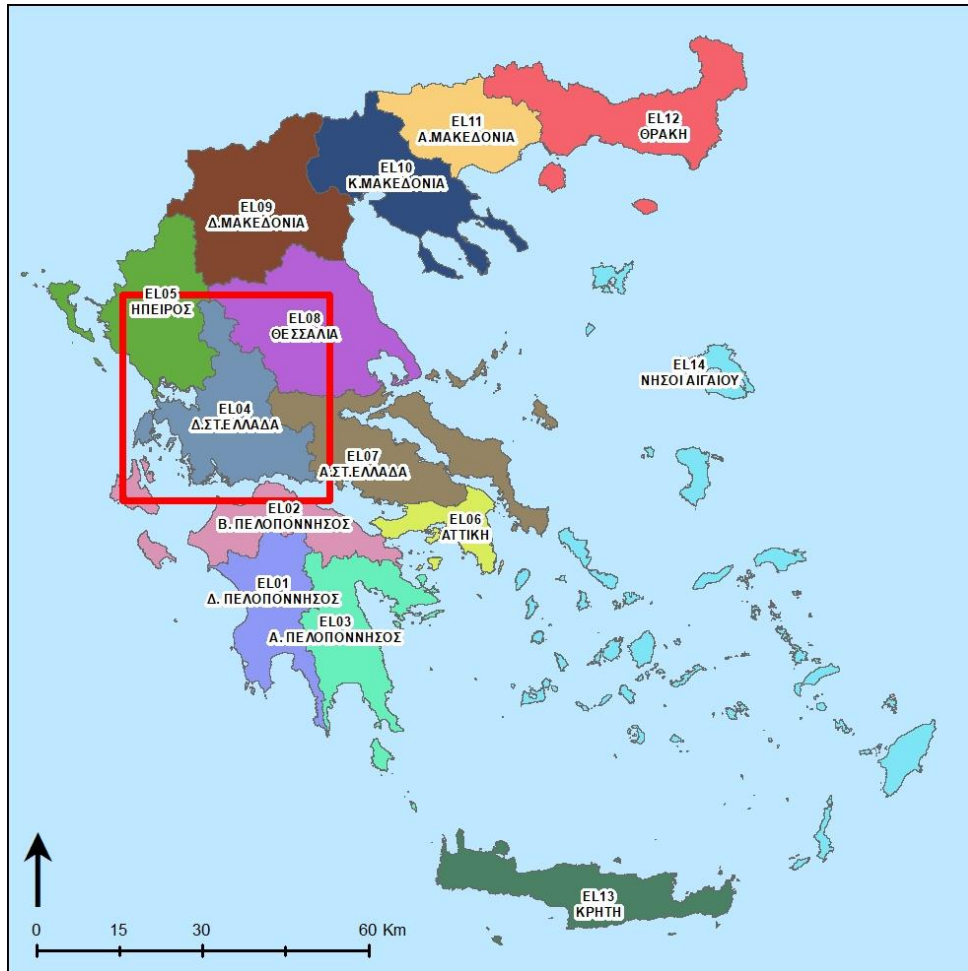 EL12
ΘΡΑΚΗ
EL11
Α.ΜΑΚΕΔΟΝΙΑ
EL10
Κ.ΜΑΚΕΔΟΝΙΑ
EL09
Δ.ΜΑΚΕΔΟΝΙΑ
EL05
ΗΠΕΙΡΟΣ
EL08
ΘΕΣΣΑΛΙΑ
EL14
ΝΗΣΟΙ ΑΙΓΑΙΟΥ
EL04
Δ.ΣΤ.ΕΛΛΑΔΑ
EL07
Α.ΣΤ.ΕΛΛΑΔΑ
EL02
Β. ΠΕΛΟΠΟΝΝΗΣΟΣ
EL06
ΑΤΤΙΚΗ
EL01
Δ. ΠΕΛΟΠΟΝΝΗΣΟΣ
EL03
Α. ΠΕΛΟΠΟΝΝΗΣΟΣ
EL13
ΚΡΗΤΗ
0 15 30 60 Km